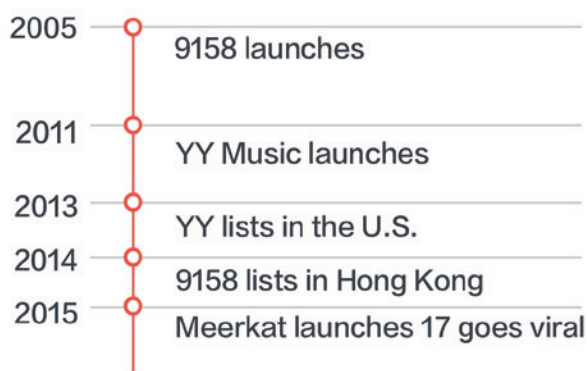 2005
9158 launches
2011
YY Music launches
2013
YY lists in the U.S.
2014
9158 lists in Hong Kong
2015
Meerkat launches 17 goes viral